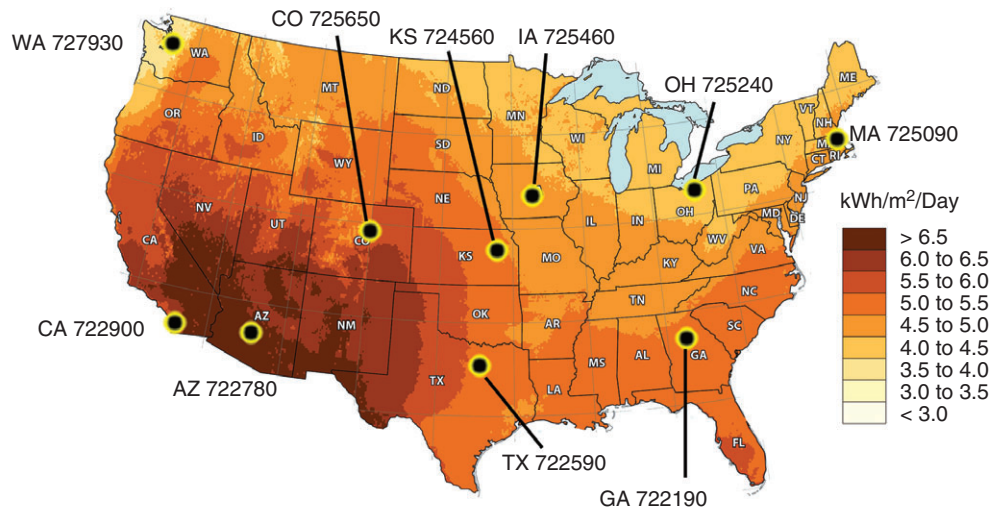 CO 725650
KS 724560
IA 725460
WA 727930
OH 725240
MA 725090
CA 722900
AZ 722780
TX 722590
GA 722190
WA
MT
ND
MN
ME
VT
NH
OR
ID
SD
WI
NY
M
CT
RI
WY
MI
NE
PA
NJ
NV
UT
CO
IL
IN
OH
MD
DE
CA
KS
MO
WV
VA
KY
AZ
NM
OK
AR
TN
NC
SC
TX
LA
MS
AL
GA
FL
kWh/m²/Day
> 6.5
6.0 to 6.5
5.5 to 6.0
5.0 to 5.5
4.5 to 5.0
4.0 to 4.5
3.5 to 4.0
3.0 to 3.5
< 3.0